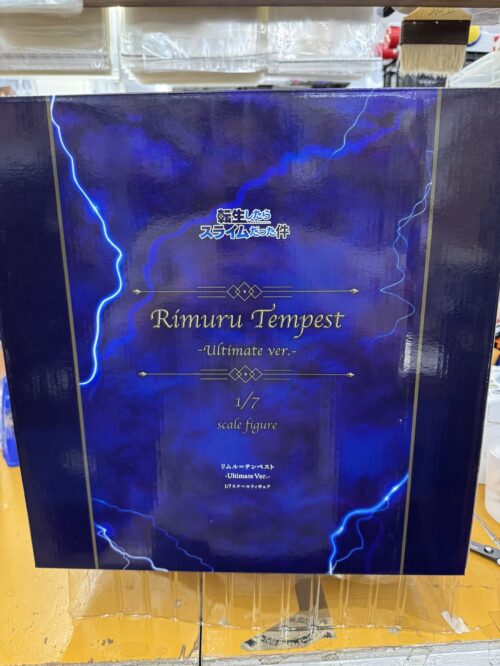 転生したら
スライムだった件
Rimuru Tempest
-Ultimate ver.-
1/7
scale figure
リムル=テンペスト
-Ultimate Ver.-
1/7スケールフィギュア